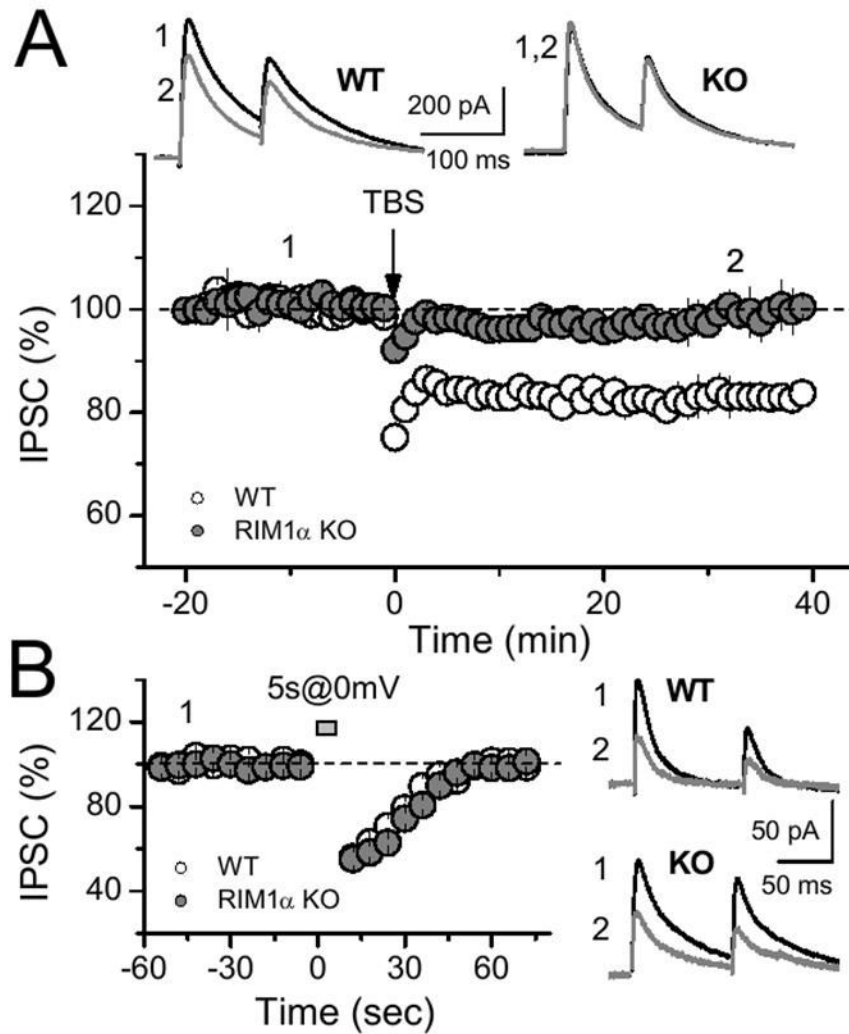 A
1
2
WT
200 pA
100 ms
1,2
KO
120
100
80
60
IPSC (%)
TBS
1
2
WT
RIM1α KO
-20
0
20
40
Time (min)
B
5s@0mV
1
120
80
40
IPSC (%)
WT
RIM1α KO
-60
-30
0
30
60
Time (sec)
WT
1
2
50 pA
50 ms
KO
1
2